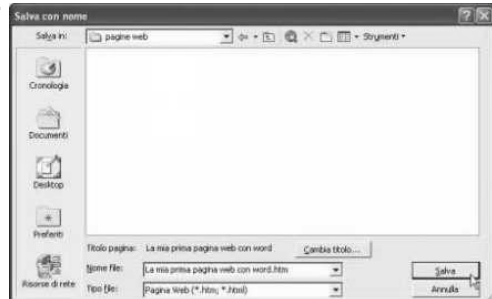 Salva con nome
Salva in: pagine web Strumenti
Cronologia
Documenti
Desktop
Preferiti
Titolo pagina: La mia prima pagina web con word Cambia titolo...
Nome file: La mia prima pagina web con word.htm Salva
Risorse di rete Tipo file: Pagina Web (*.htm; *.html) Annulla